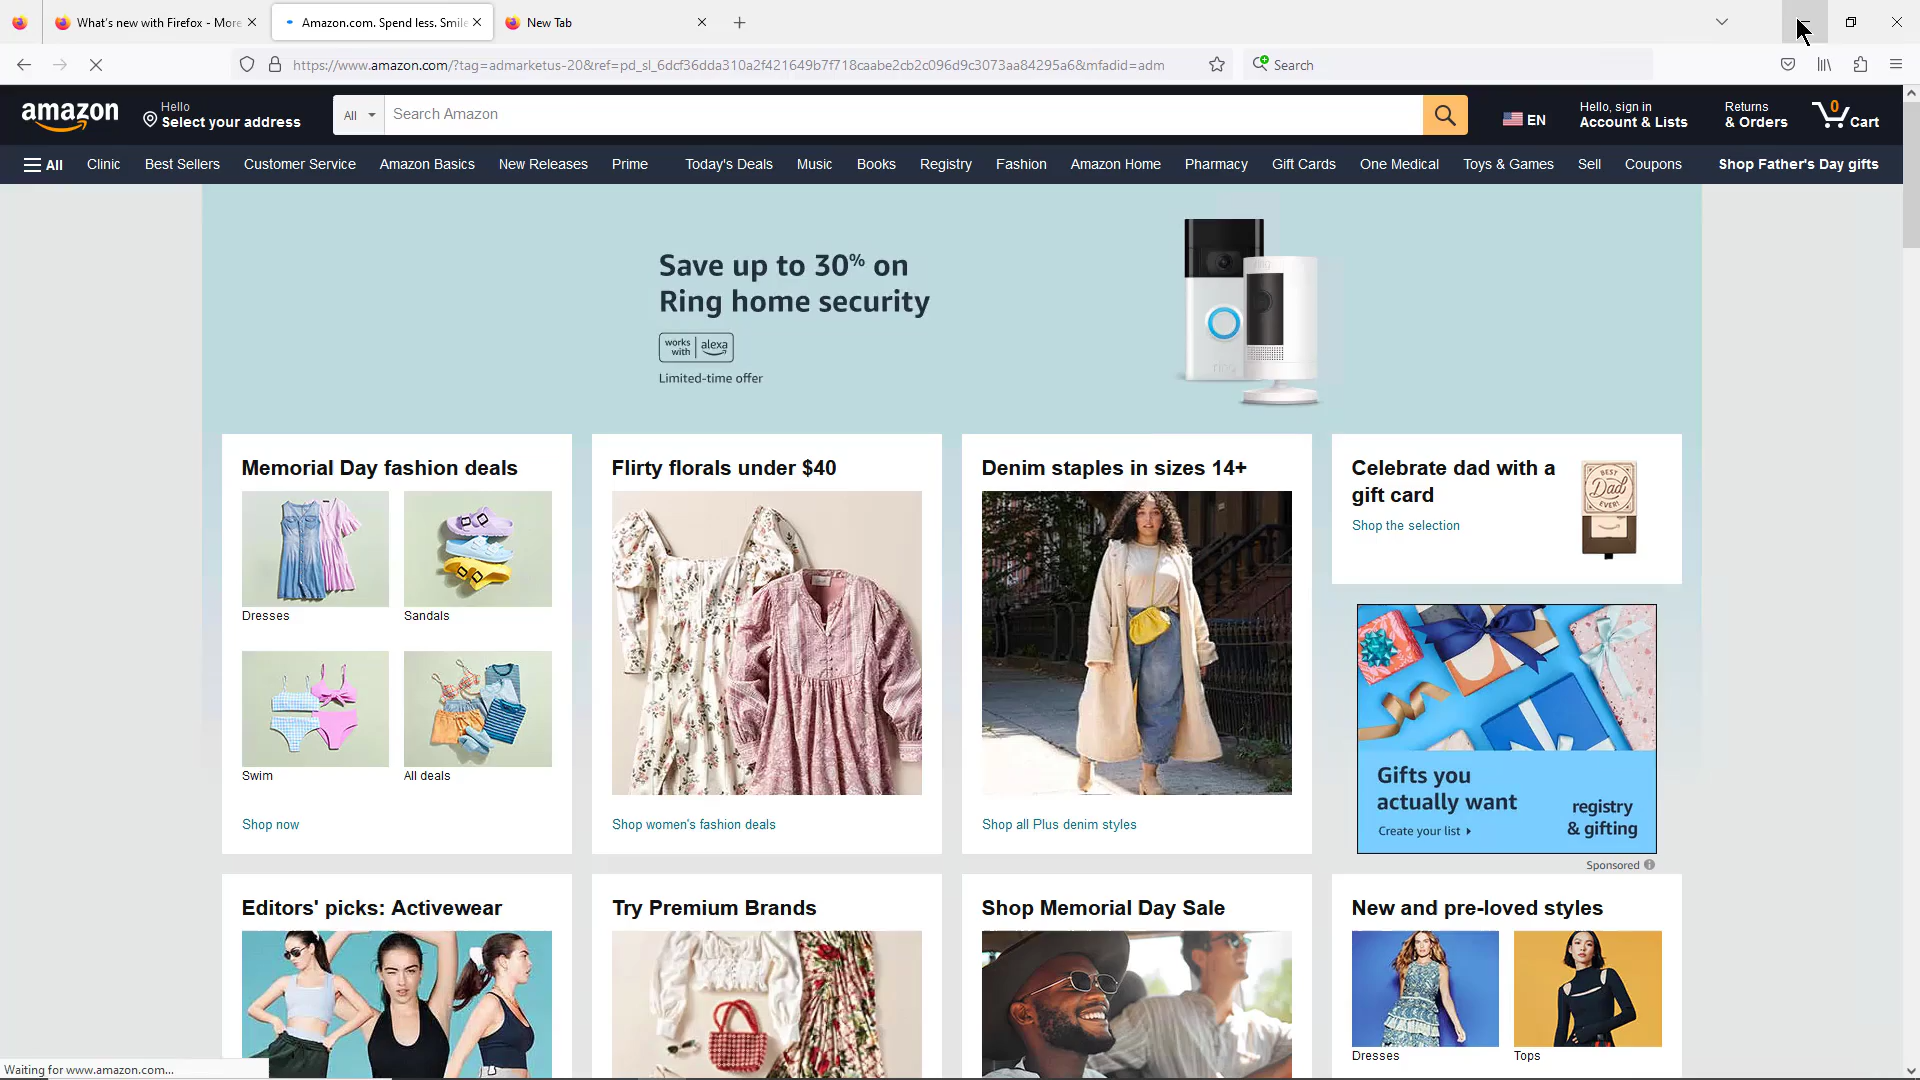 What's new with Firefox - More
Amazon.com. Spend less. Smile
New Tab
https://www.amazon.com/?tag=admarketus-20&ref=pd_sl_6dcf36dda310a2f421649b7f718caabe2cb2c096d9c3073aa84295a6&mfadid=adm
Search
amazon
Hello
Select your address
All
Search Amazon
EN
Hello, sign in
Account & Lists
Returns
& Orders
0
Cart
All
Clinic
Best Sellers
Customer Service
Amazon Basics
New Releases
Prime
Today's Deals
Music
Books
Registry
Fashion
Amazon Home
Pharmacy
Gift Cards
One Medical
Toys & Games
Sell
Coupons
Shop Father's Day gifts
Save up to 30% on
Ring home security
works with | alexa
Limited-time offer
ring
Memorial Day fashion deals
Dresses
Sandals
Swim
All deals
Shop now
Flirty florals under $40
Shop women's fashion deals
Denim staples in sizes 14+
Shop all Plus denim styles
Celebrate dad with a
gift card
Shop the selection
BEST
Dad
EVER!
Gifts you
actually want
Create your list
registry
& gifting
Sponsored
Editors' picks: Activewear
Try Premium Brands
Shop Memorial Day Sale
New and pre-loved styles
Dresses
Tops
Waiting for www.amazon.com...